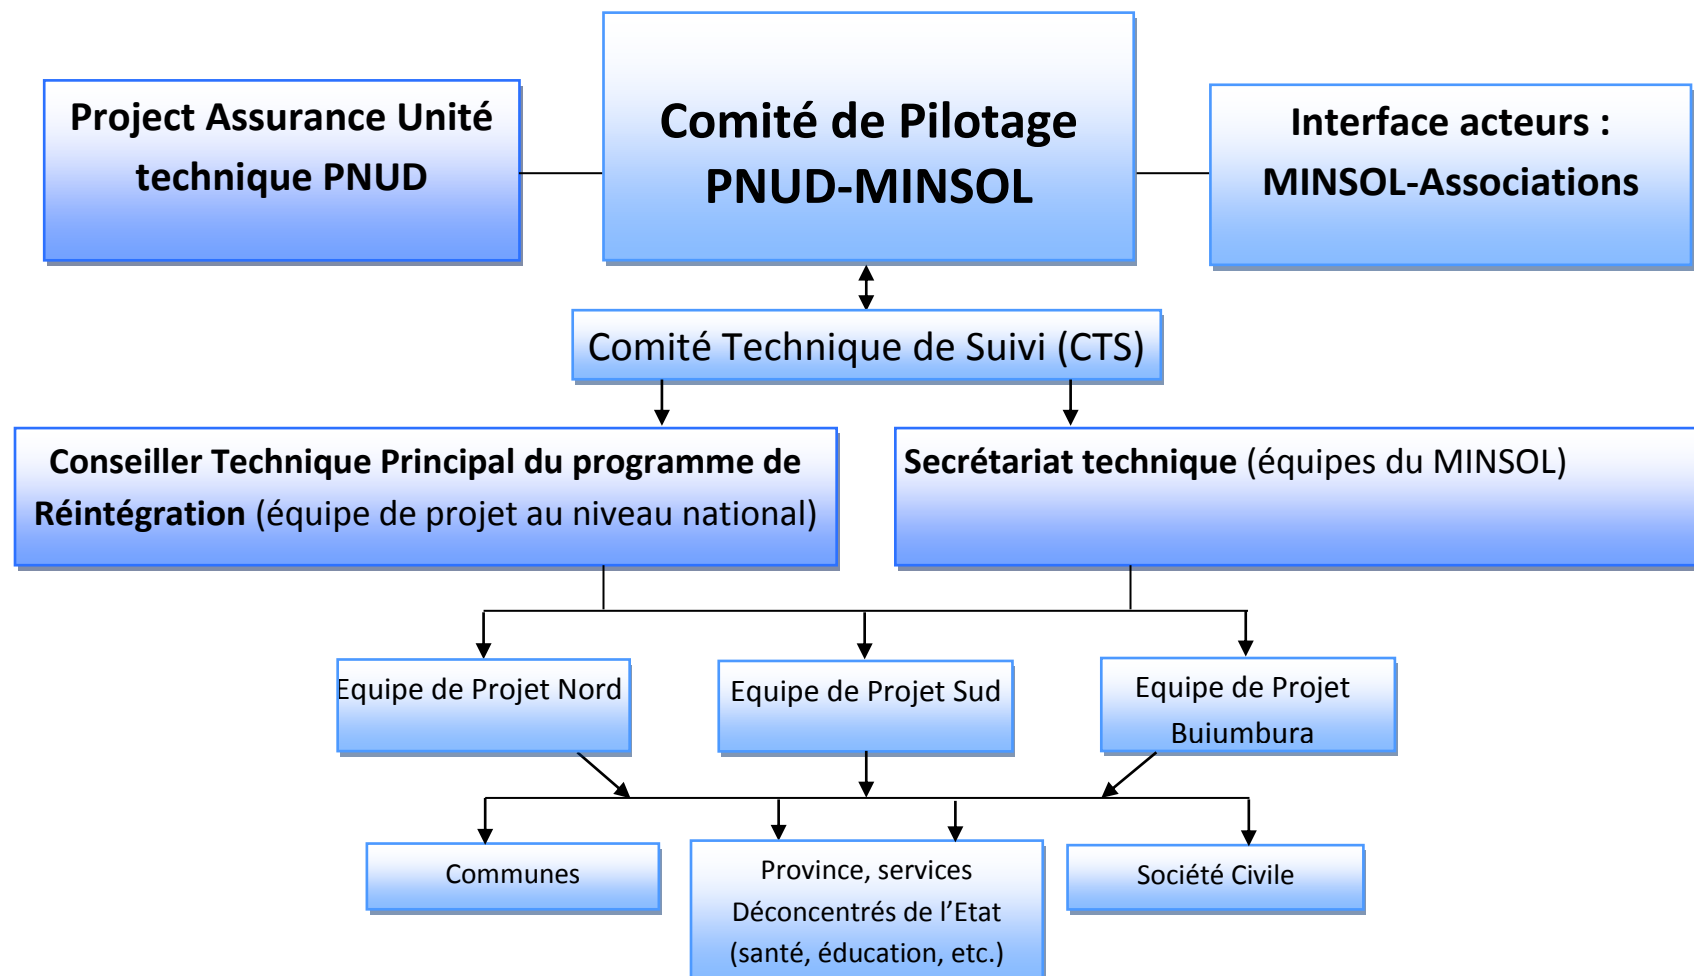 Project Assurance Unité
technique PNUD
Comité de Pilotage
PNUD-MINSOL
Interface acteurs :
MINSOL-Associations
Comité Technique de Suivi (CTS)
Conseiller Technique Principal du programme de
Réintégration (équipe de projet au niveau national)
Secrétariat technique (équipes du MINSOL)
Equipe de Projet Nord
Equipe de Projet Sud
Equipe de Projet
Buiumbura
Communes
Province, services
Déconcentrés de l’Etat
(santé, éducation, etc.)
Société Civile